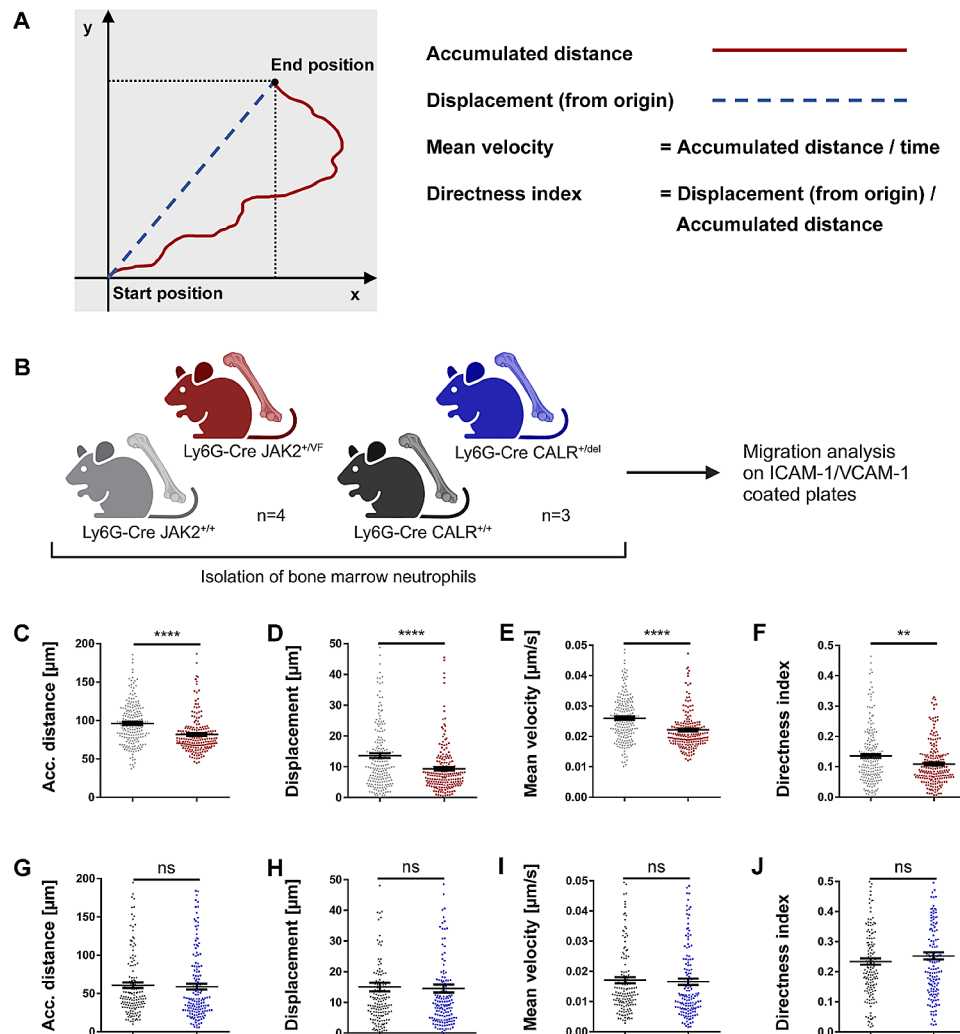 A
y
End position
Start position
x
Accumulated distance
Displacement (from origin)
Mean velocity = Accumulated distance / time
Directness index = Displacement (from origin) /
Accumulated distance
B
Ly6G-Cre JAK2+/VF
Ly6G-Cre CALR+/del
Ly6G-Cre JAK2+/+
n=4
Ly6G-Cre CALR+/+
n=3
Isolation of bone marrow neutrophils
Migration analysis
on ICAM-1/VCAM-1
coated plates
C
Acc. distance [µm]
200
150
100
50
0
****
D
Displacement [µm]
50
40
30
20
10
0
****
E
Mean velocity [µm/s]
0.05
0.04
0.03
0.02
0.01
0.00
****
F
Directness index
0.5
0.4
0.3
0.2
0.1
0.0
**
G
Acc. distance [µm]
200
150
100
50
0
ns
H
Displacement [µm]
50
40
30
20
10
0
ns
I
Mean velocity [µm/s]
0.05
0.04
0.03
0.02
0.01
0.00
ns
J
Directness index
0.5
0.4
0.3
0.2
0.1
0.0
ns